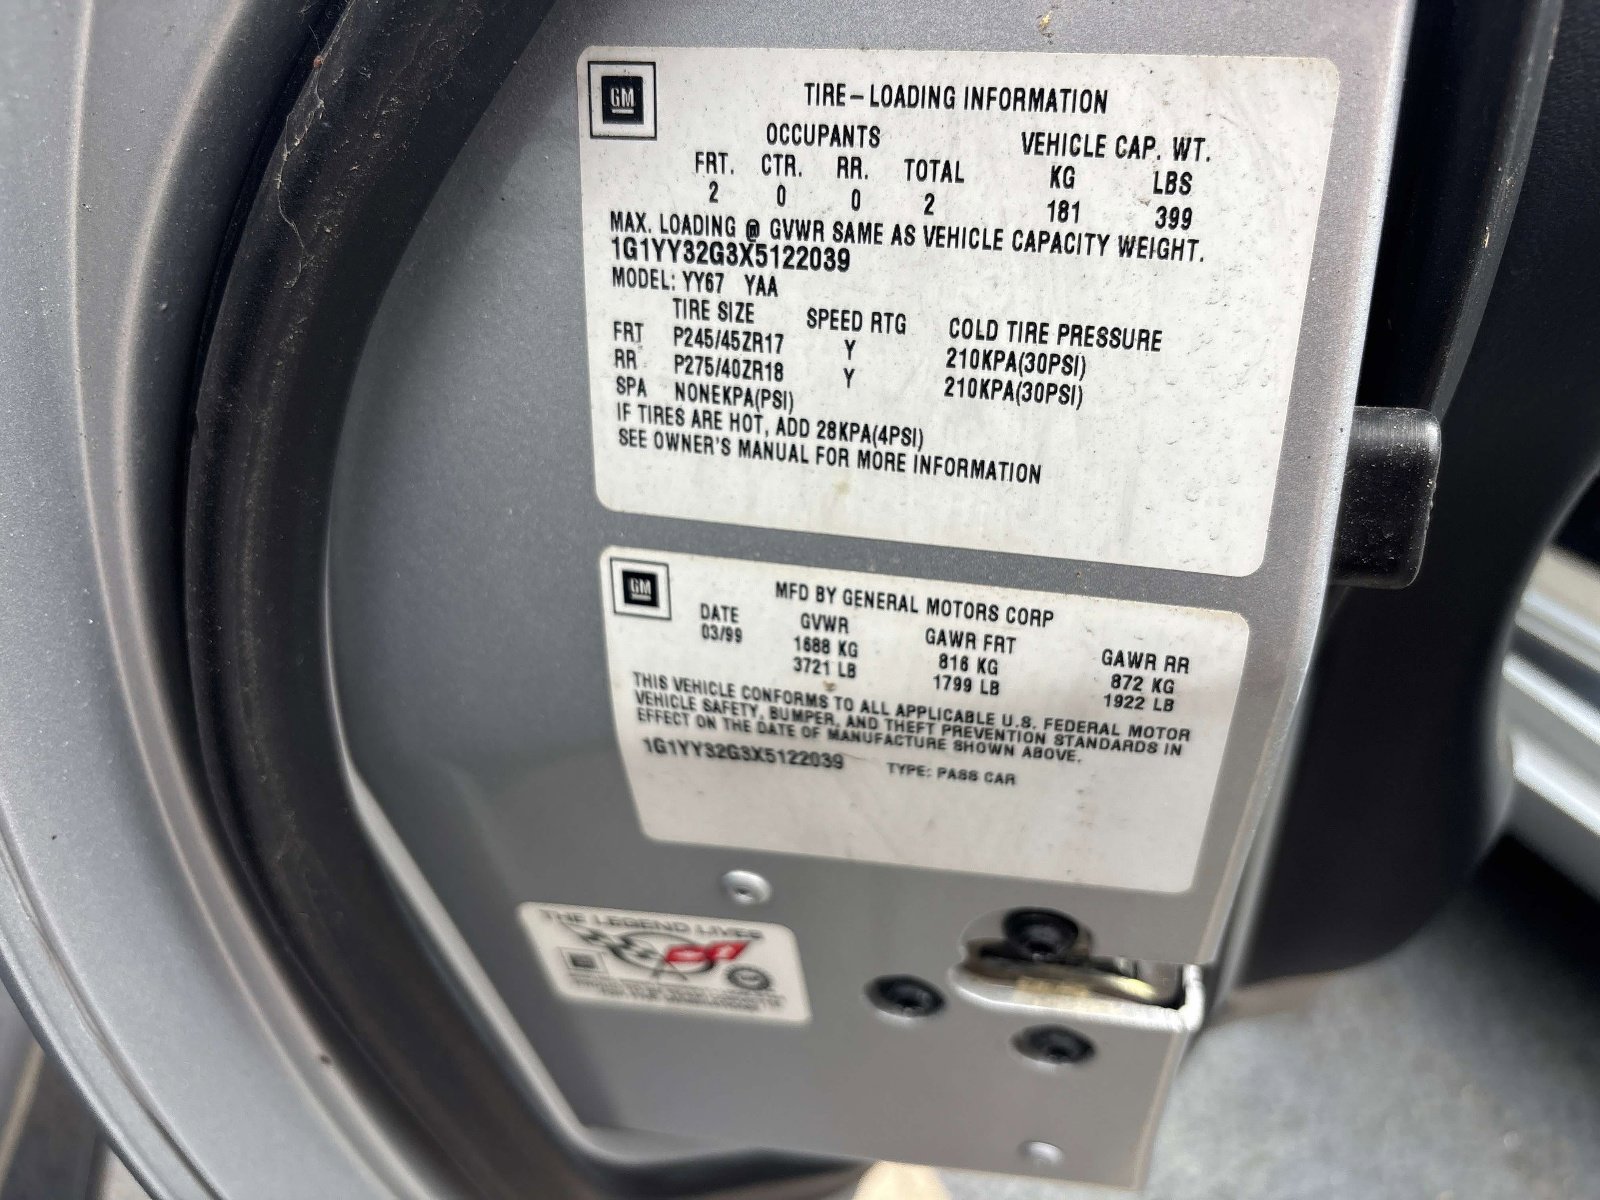 GM
TIRE-LOADING INFORMATION
OCCUPANTS VEHICLE CAP. WT.
FRT. CTR. RR. TOTAL KG LBS
2 0 0 2 181 399
MAX. LOADING @ GVWR SAME AS VEHICLE CAPACITY WEIGHT.
1G1YY32G3X5122039
MODEL: YY67 YAA
TIRE SIZE SPEED RTG COLD TIRE PRESSURE
FRT P245/45ZR17 Y 210KPA(30PSI)
RR P275/40ZR18 Y 210KPA(30PSI)
SPA NONEKPA(PSI)
IF TIRES ARE HOT, ADD 28KPA(4PSI)
SEE OWNER'S MANUAL FOR MORE INFORMATION
GM
MFD BY GENERAL MOTORS CORP
DATE GVWR GAWR FRT GAWR RR
03/99 1688 KG 816 KG 872 KG
3721 LB 1799 LB 1922 LB
THIS VEHICLE CONFORMS TO ALL APPLICABLE U.S. FEDERAL MOTOR
VEHICLE SAFETY, BUMPER, AND THEFT PREVENTION STANDARDS IN
EFFECT ON THE DATE OF MANUFACTURE SHOWN ABOVE.
1G1YY32G3X5122039 TYPE: PASS CAR
THE LEGEND LIVES